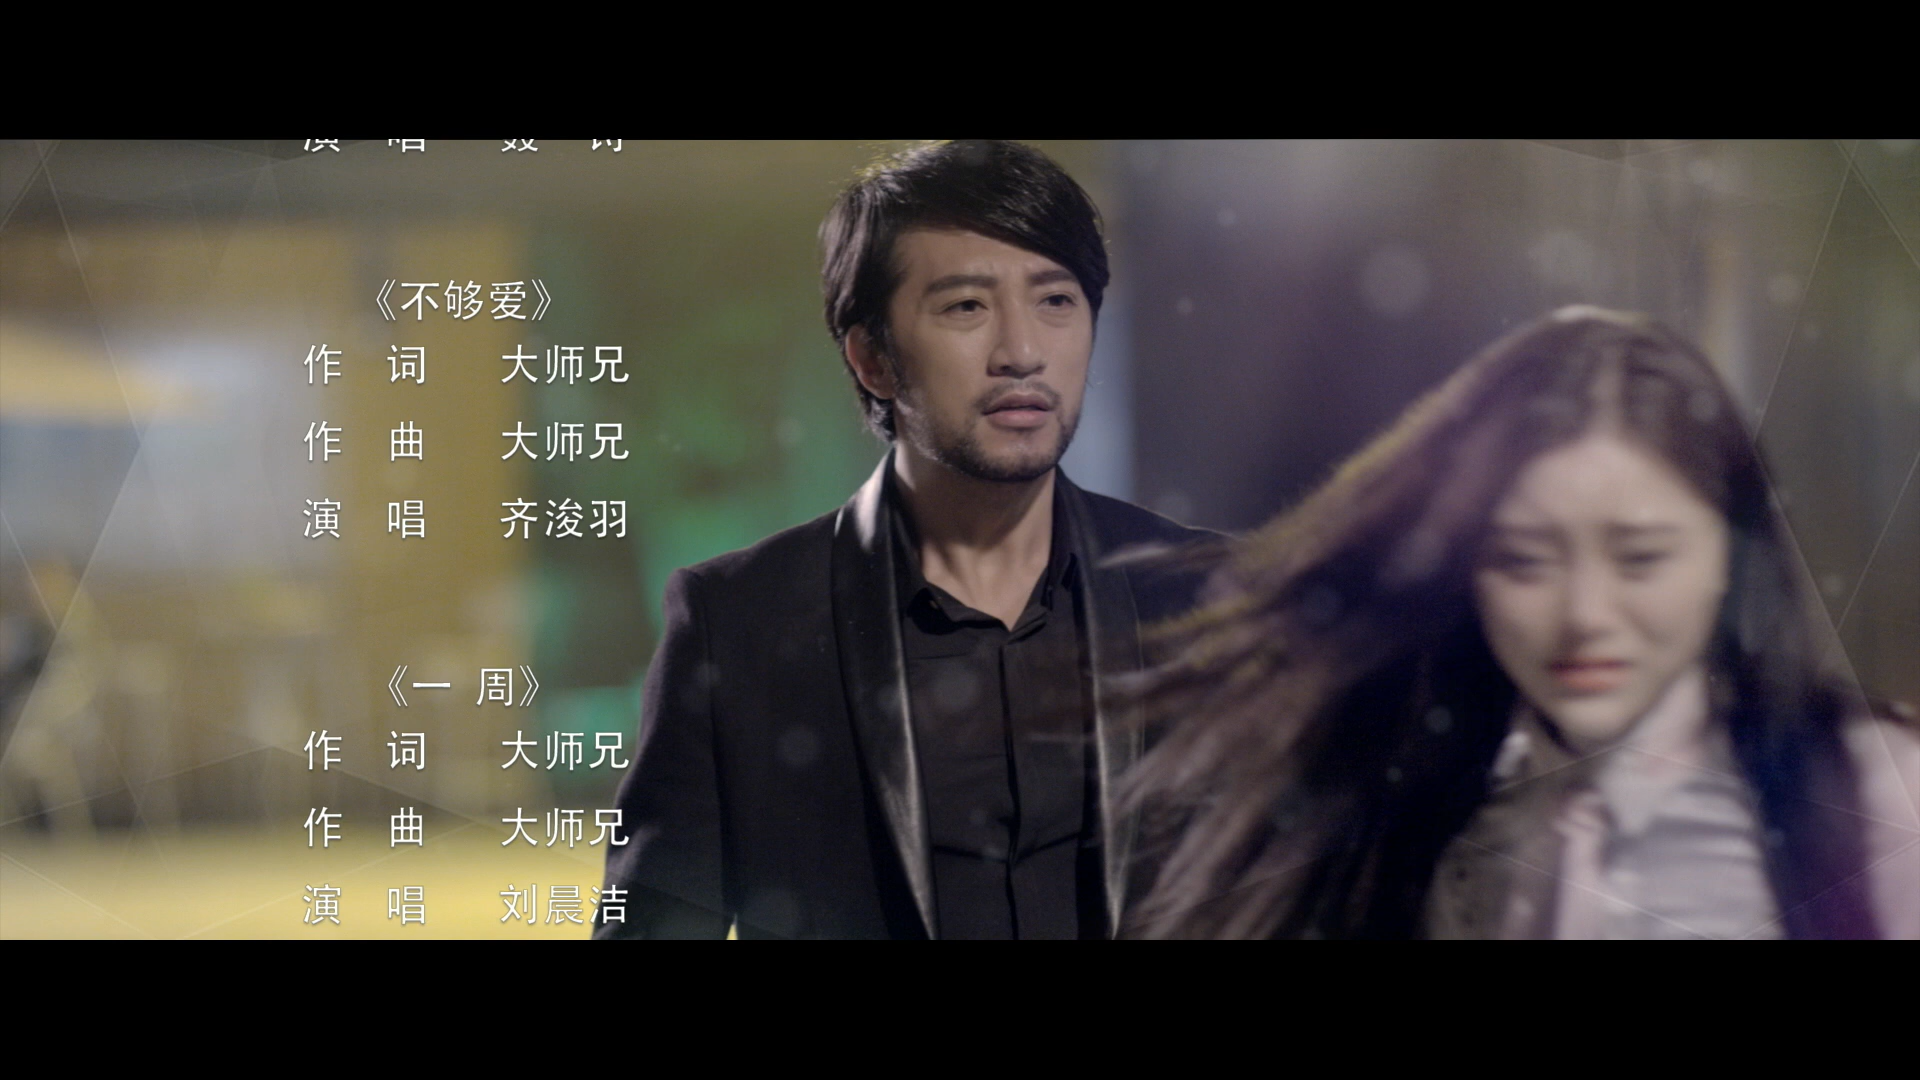 《不够爱》
作 词 大师兄
作 曲 大师兄
演 唱 齐浚羽
《一 周》
作 词 大师兄
作 曲 大师兄
演 唱 刘晨洁